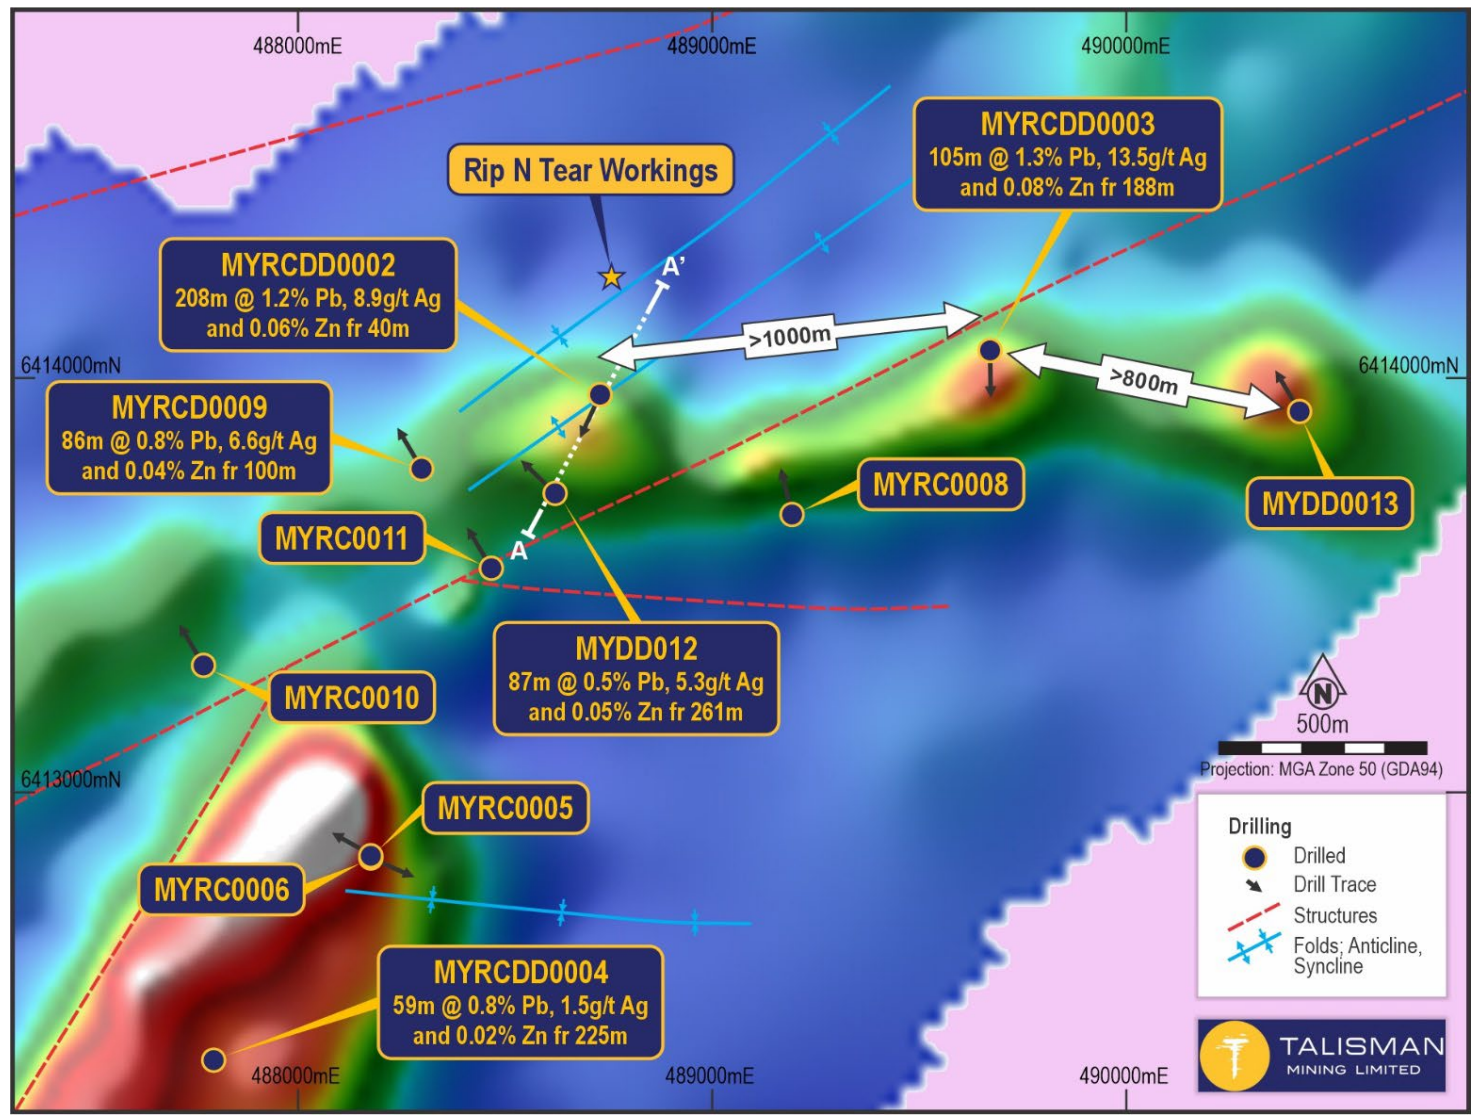 488000mE
489000mE
490000mE
MYRCDD0003
105m @ 1.3% Pb, 13.5g/t Ag
and 0.08% Zn fr 188m
Rip N Tear Workings
MYRCDD0002
208m @ 1.2% Pb, 8.9g/t Ag
and 0.06% Zn fr 40m
A'
>1000m
6414000mN
6414000mN
>800m
MYRCD0009
86m @ 0.8% Pb, 6.6g/t Ag
and 0.04% Zn fr 100m
MYRC0008
MYDD0013
MYRC0011
A
MYDD012
87m @ 0.5% Pb, 5.3g/t Ag
and 0.05% Zn fr 261m
MYRC0010
N
500m
Projection: MGA Zone 50 (GDA94)
6413000mN
MYRC0005
MYRC0006
Drilling
Drilled
Drill Trace
Structures
Folds; Anticline,
Syncline
MYRCDD0004
59m @ 0.8% Pb, 1.5g/t Ag
and 0.02% Zn fr 225m
TALISMAN
MINING LIMITED
488000mE
489000mE
490000mE